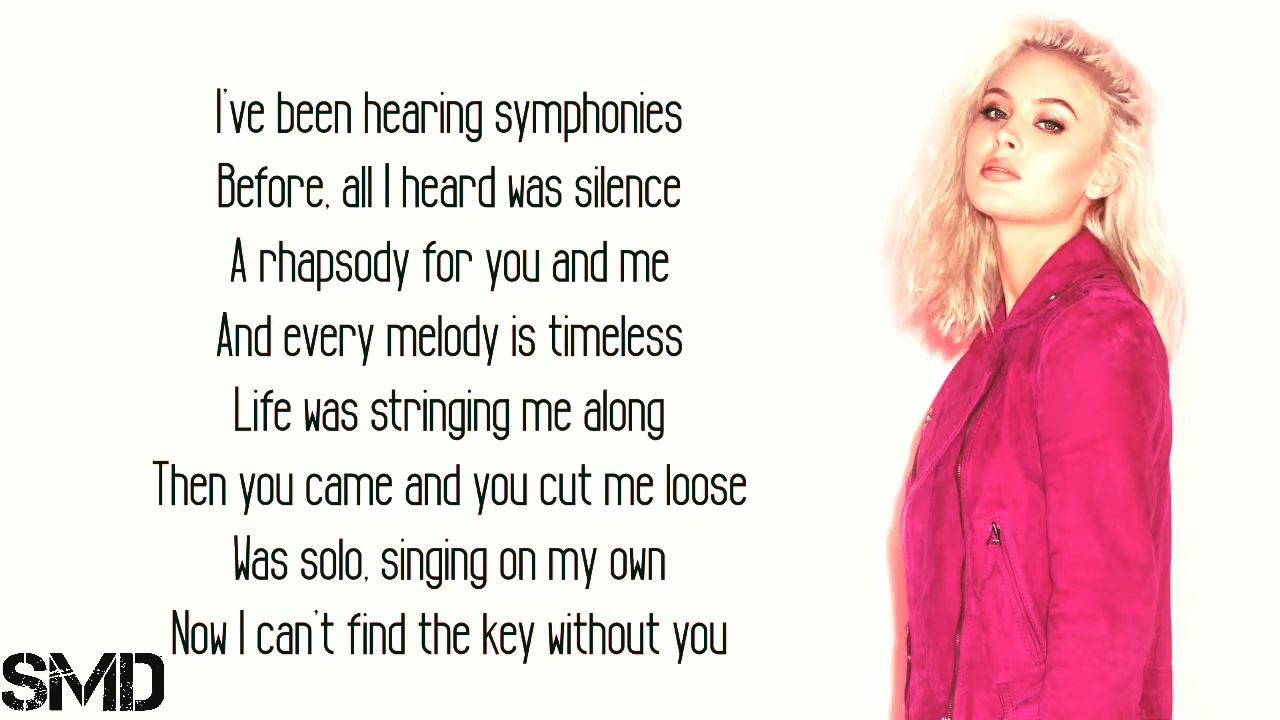 I've been hearing symphonies
Before, all I heard was silence
A rhapsody for you and me
And every melody is timeless
Life was stringing me along
Then you came and you cut me loose
Was solo, singing on my own
Now I can't find the key without you
SMD